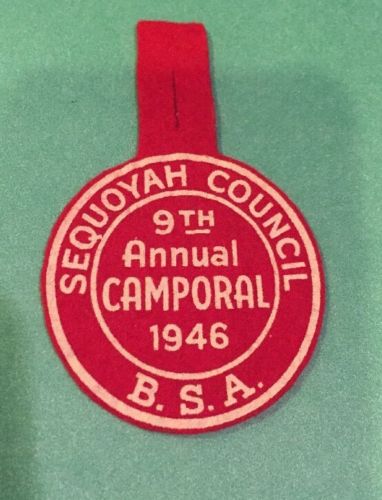 SEQUOYAH COUNCIL
9TH
Annual
CAMPORAL
1946
B.S.A.